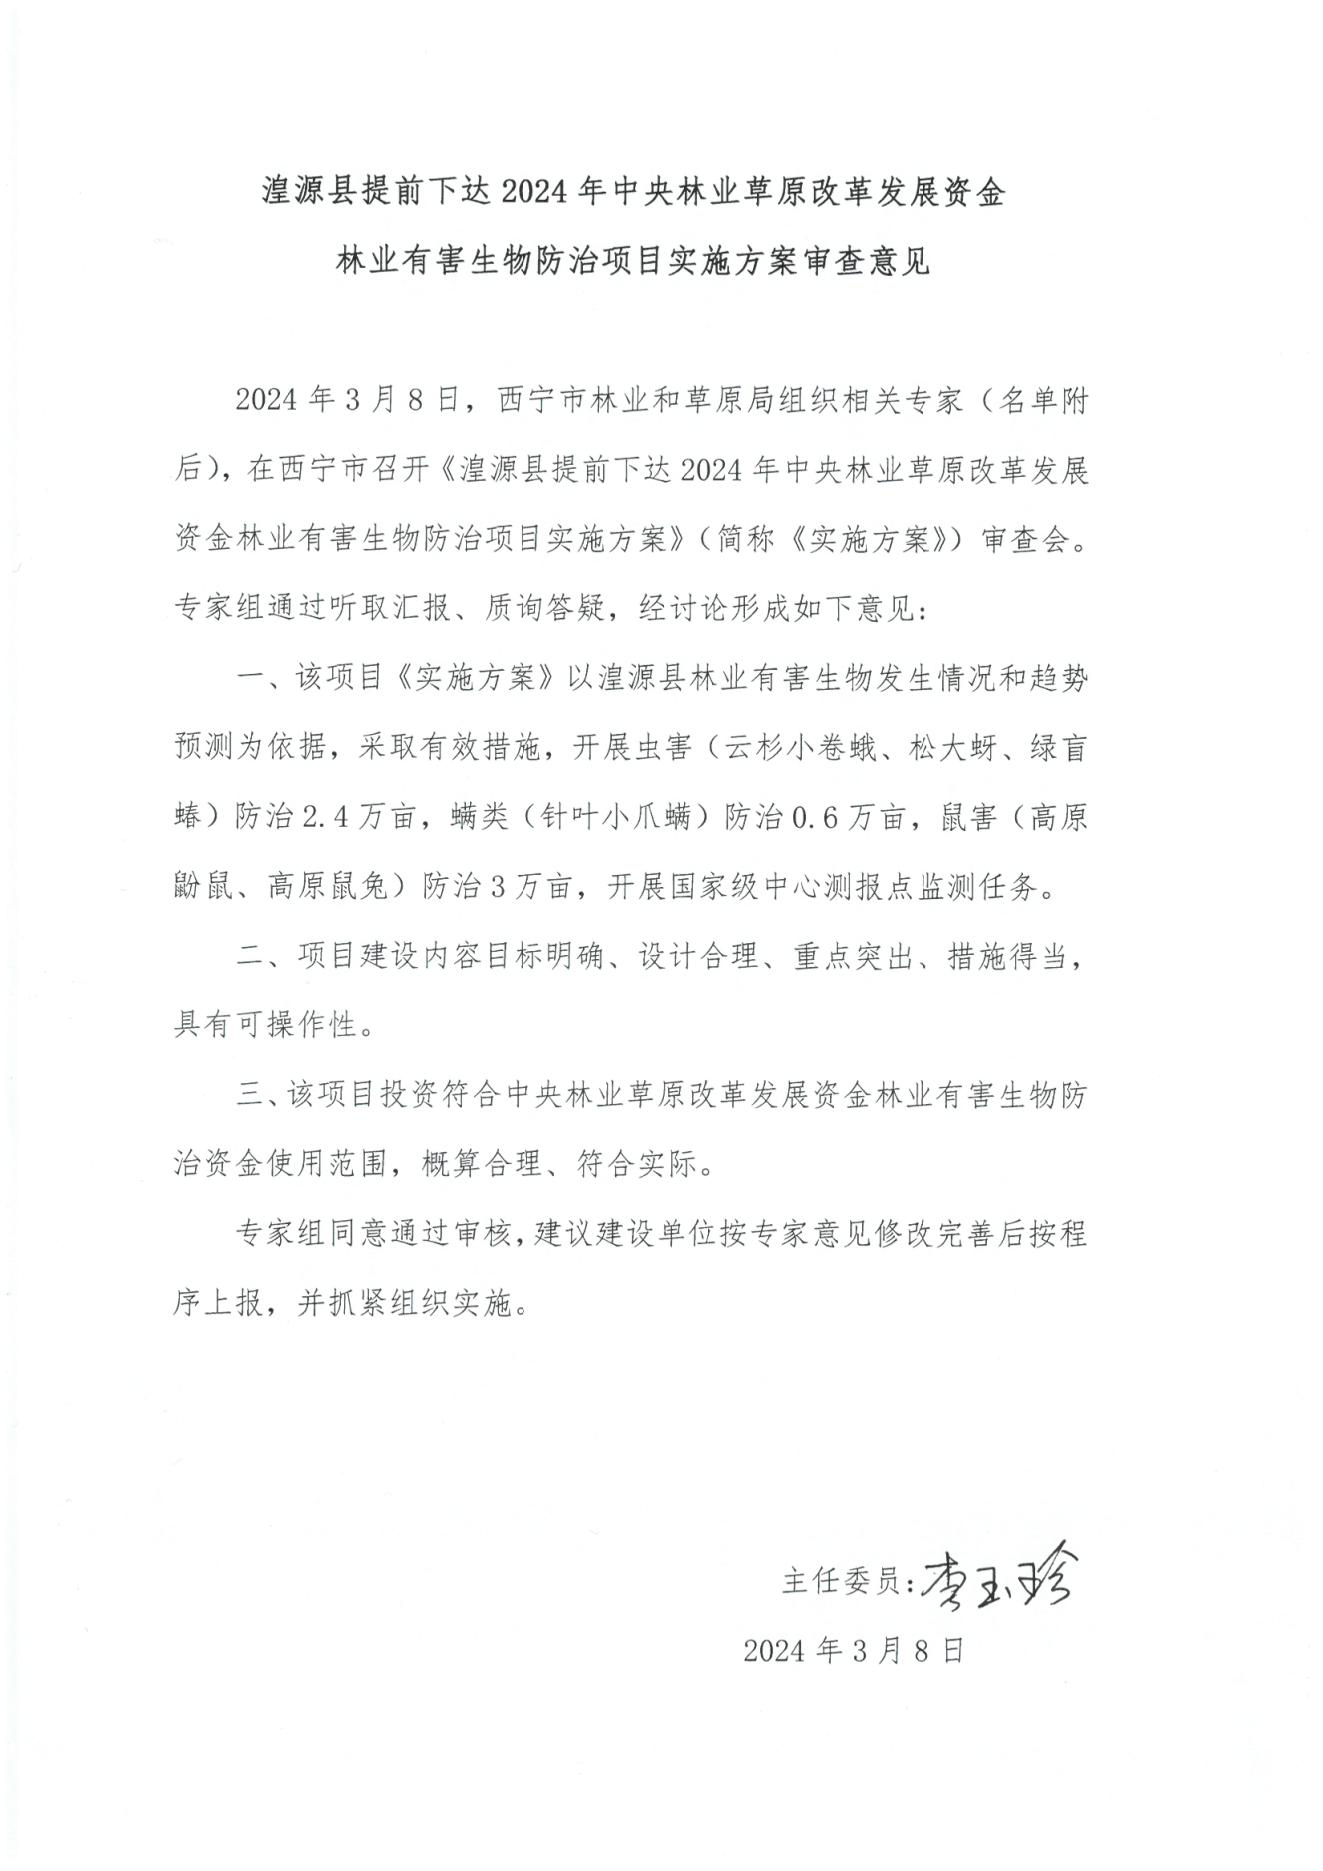 湟源县提前下达 2024 年中央林业草原改革发展资金
林业有害生物防治项目实施方案审查意见
2024 年 3 月 8 日，西宁市林业和草原局组织相关专家（名单附
后），在西宁市召开《湟源县提前下达 2024 年中央林业草原改革发展
资金林业有害生物防治项目实施方案》（简称《实施方案》）审查会。
专家组通过听取汇报、质询答疑，经讨论形成如下意见：
一、该项目《实施方案》以湟源县林业有害生物发生情况和趋势
预测为依据，采取有效措施，开展虫害（云杉小卷蛾、松大蚜、绿盲
蝽）防治 2.4 万亩，螨类（针叶小爪螨）防治 0.6 万亩，鼠害（高原
鼢鼠、高原鼠兔）防治 3 万亩，开展国家级中心测报点监测任务。
二、项目建设内容目标明确、设计合理、重点突出、措施得当，
具有可操作性。
三、该项目投资符合中央林业草原改革发展资金林业有害生物防
治资金使用范围，概算合理、符合实际。
专家组同意通过审核，建议建设单位按专家意见修改完善后按程
序上报，并抓紧组织实施。
主任委员：李玉珍
2024 年 3 月 8 日